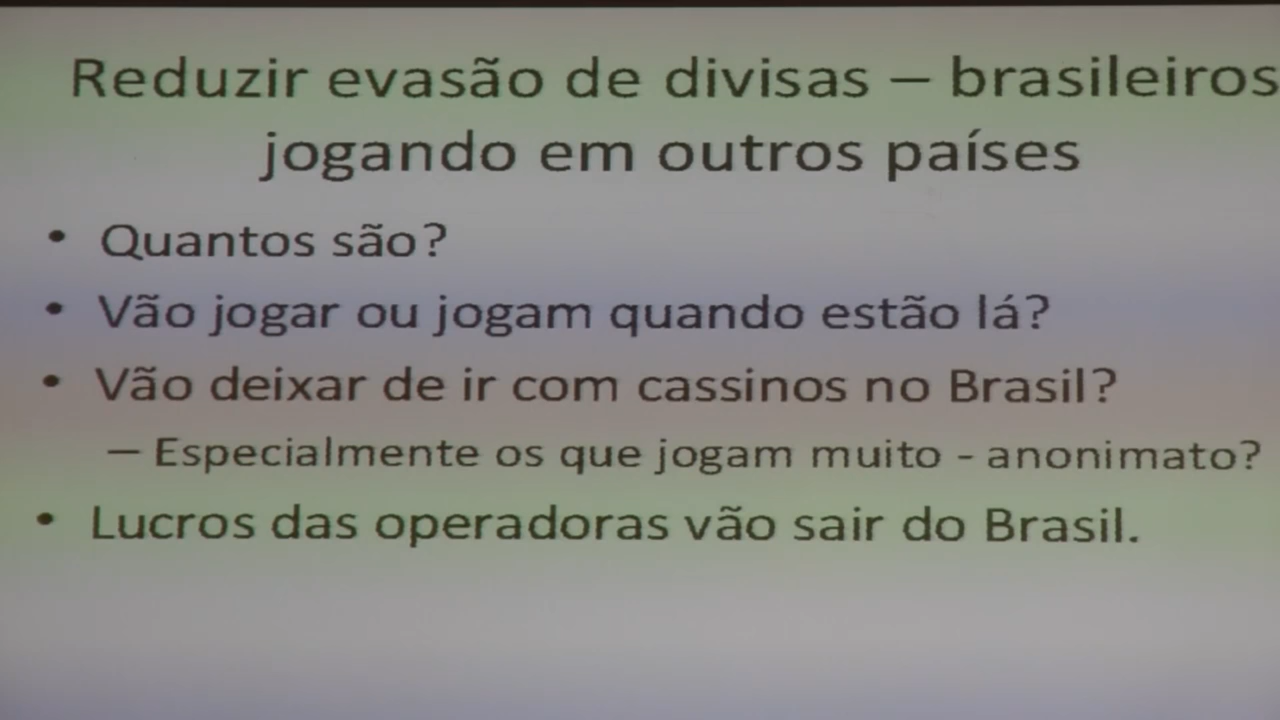 Reduzir evasão de divisas – brasileiros
jogando em outros países
• Quantos são?
• Vão jogar ou jogam quando estão lá?
• Vão deixar de ir com cassinos no Brasil?
– Especialmente os que jogam muito - anonimato?
• Lucros das operadoras vão sair do Brasil.